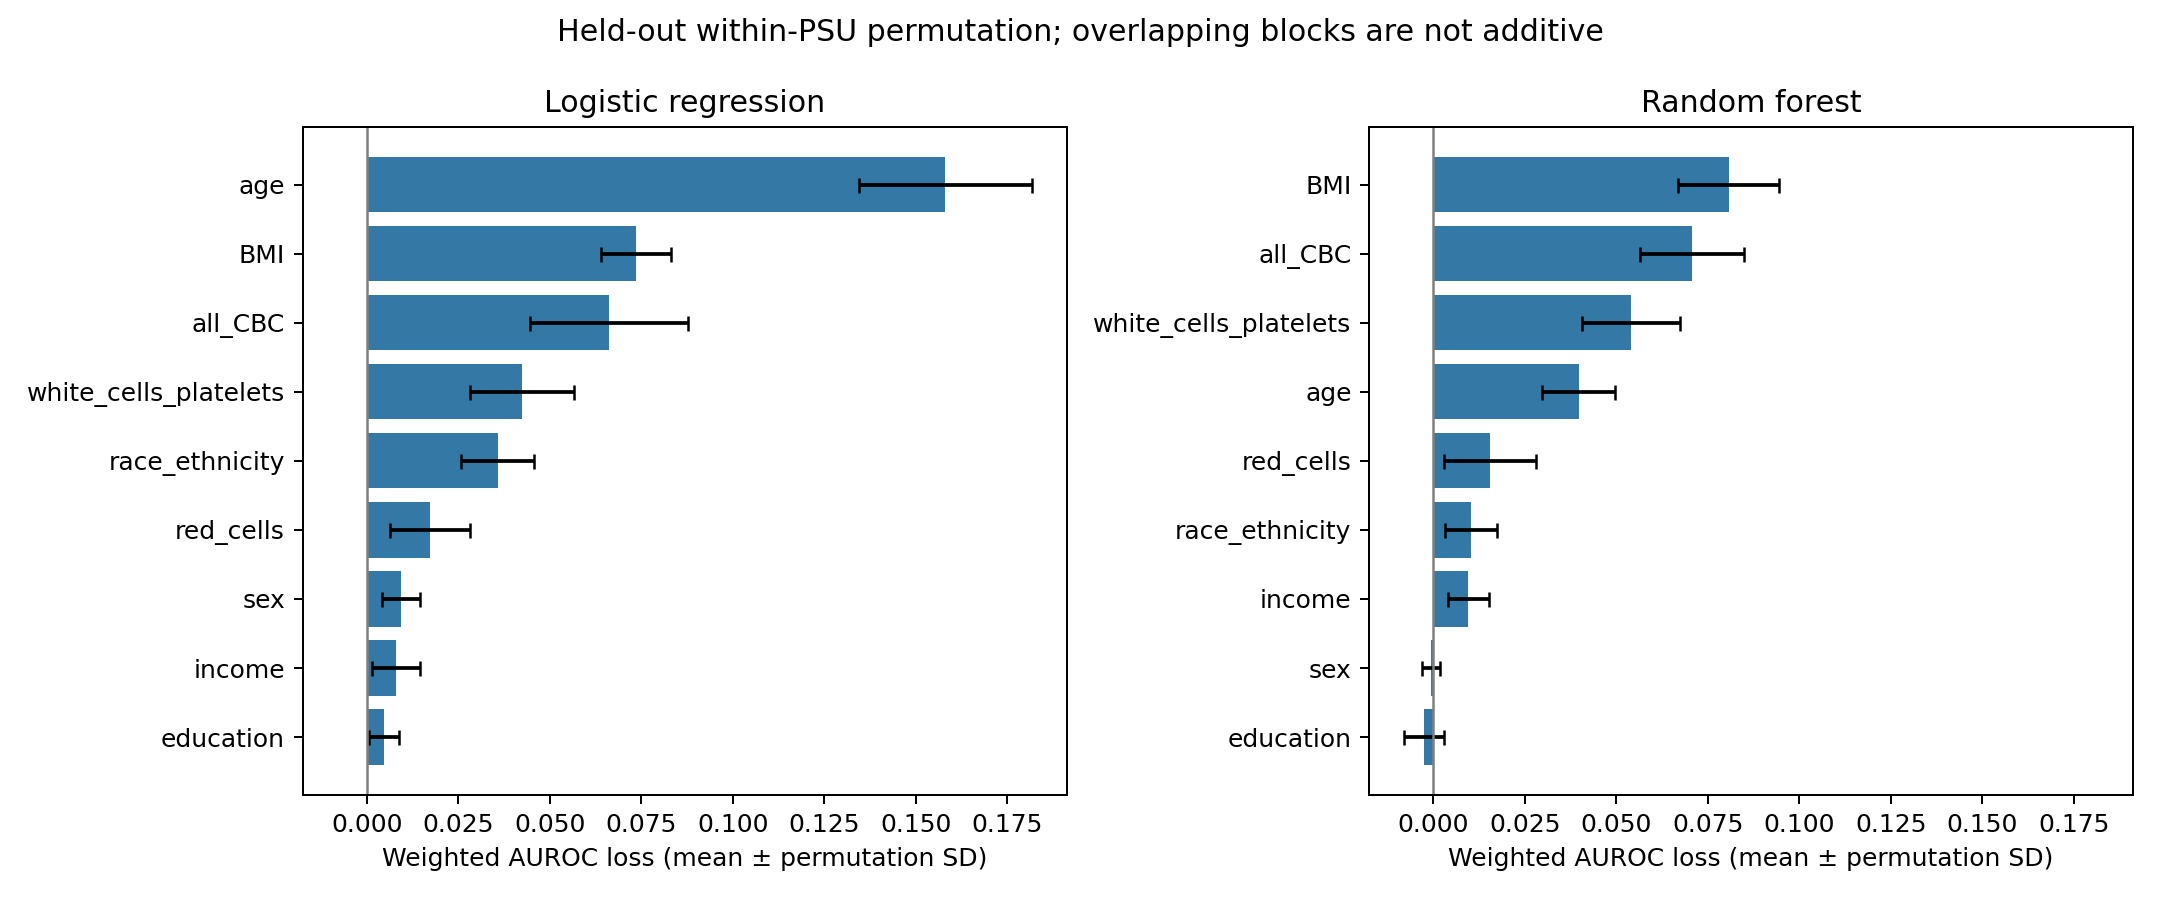 Held-out within-PSU permutation; overlapping blocks are not additive
Logistic regression
age
BMI
all_CBC
white_cells_platelets
race_ethnicity
red_cells
sex
income
education
0.000 0.025 0.050 0.075 0.100 0.125 0.150 0.175
Weighted AUROC loss (mean ± permutation SD)
Random forest
BMI
all_CBC
white_cells_platelets
age
red_cells
race_ethnicity
income
sex
education
0.000 0.025 0.050 0.075 0.100 0.125 0.150 0.175
Weighted AUROC loss (mean ± permutation SD)